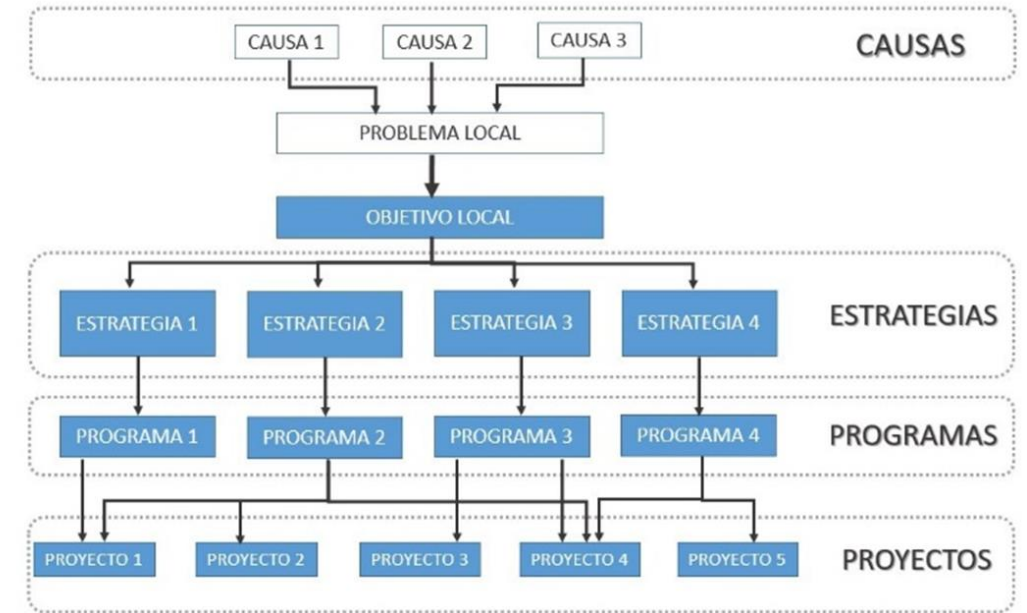 CAUSA 1
CAUSA 2
CAUSA 3
CAUSAS
PROBLEMA LOCAL
OBJETIVO LOCAL
ESTRATEGIA 1
ESTRATEGIA 2
ESTRATEGIA 3
ESTRATEGIA 4
ESTRATEGIAS
PROGRAMA 1
PROGRAMA 2
PROGRAMA 3
PROGRAMA 4
PROGRAMAS
PROYECTO 1
PROYECTO 2
PROYECTO 3
PROYECTO 4
PROYECTO 5
PROYECTOS